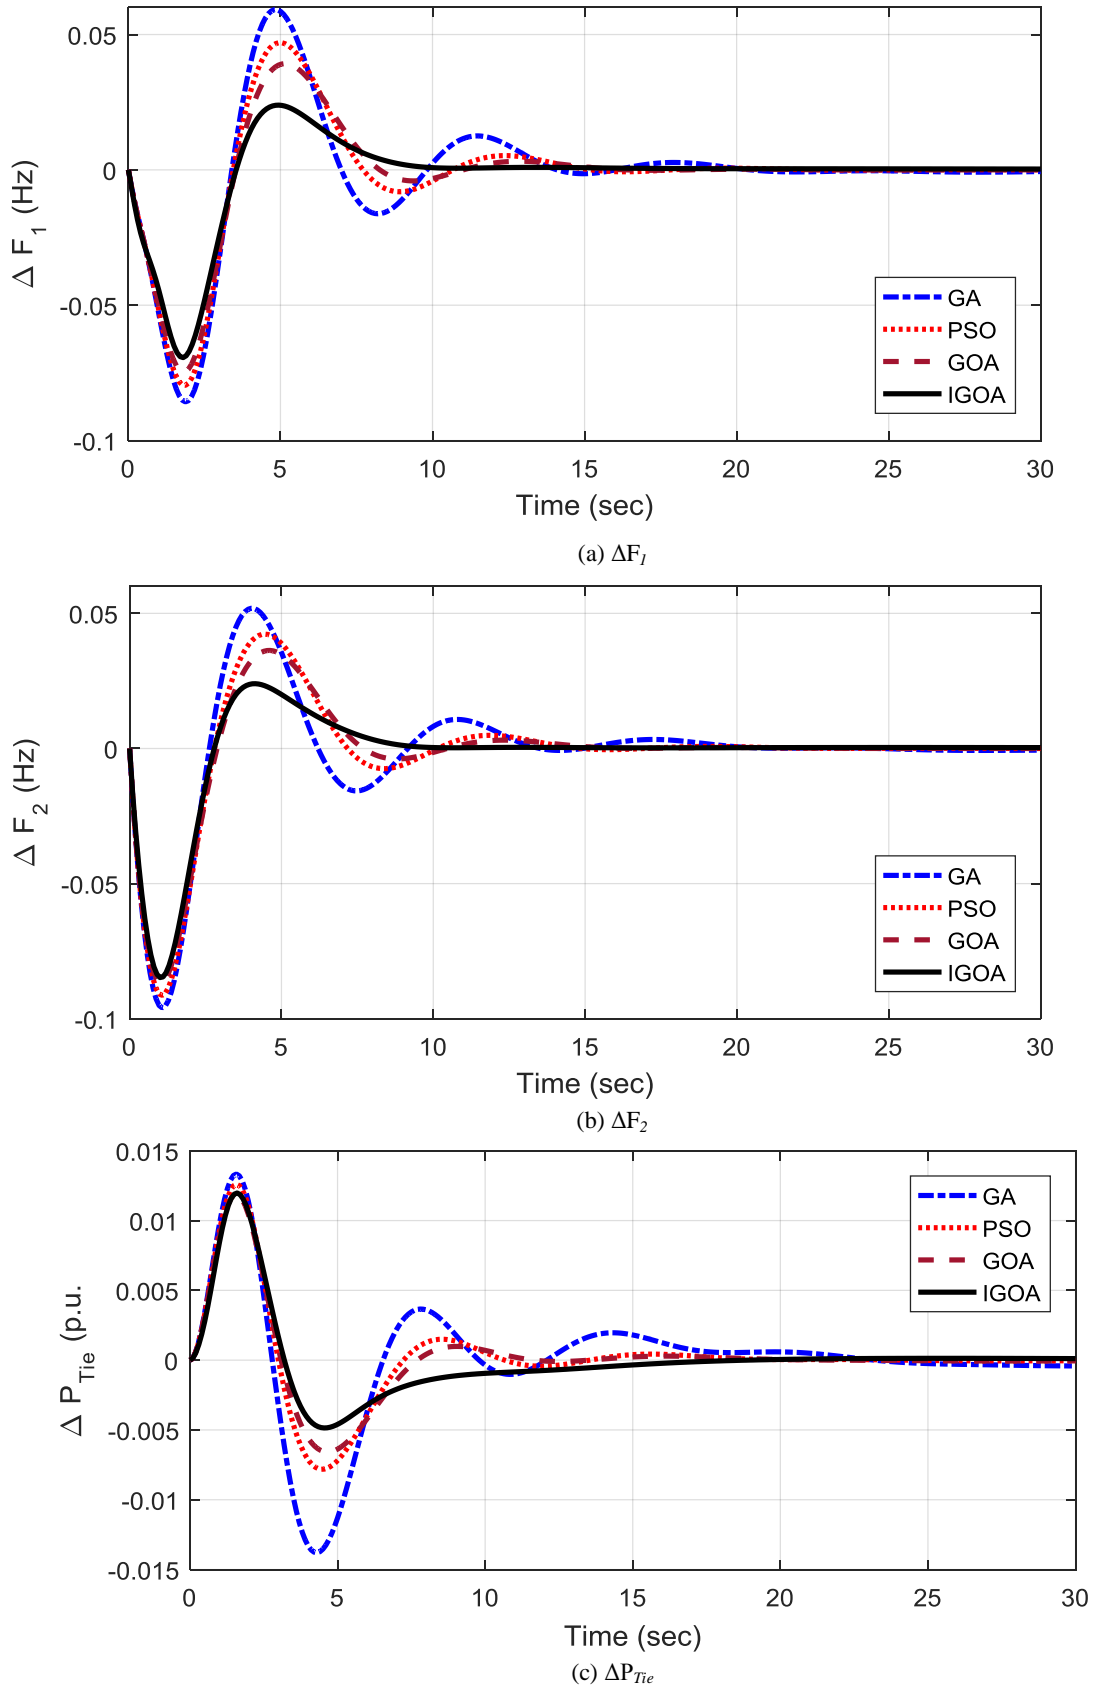 0.05
0
-0.05
-0.1
Δ F1 (Hz)
GA
PSO
GOA
IGOA
0 5 10 15 20 25 30
Time (sec)
(a) ΔF1
0.05
0
-0.05
-0.1
Δ F2 (Hz)
GA
PSO
GOA
IGOA
0 5 10 15 20 25 30
Time (sec)
(b) ΔF2
0.015
0.01
0.005
0
-0.005
-0.01
-0.015
Δ PTie (p.u.
GA
PSO
GOA
IGOA
0 5 10 15 20 25 30
Time (sec)
(c) ΔPTie